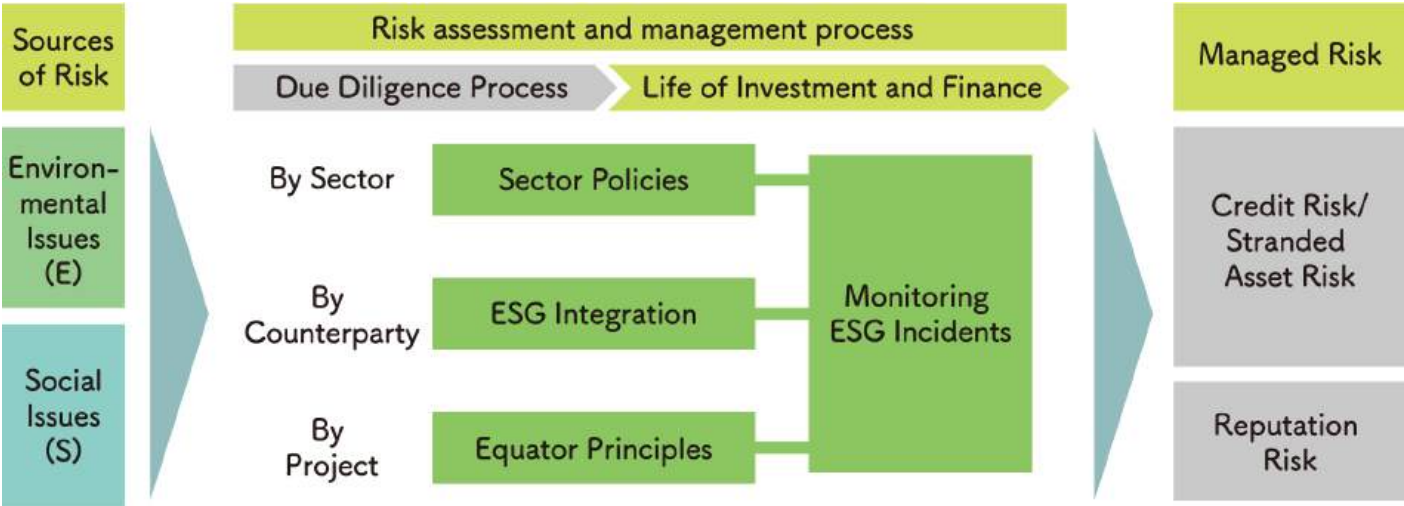 Sources
of Risk
Risk assessment and management process
Due Diligence Process
Life of Investment and Finance
Managed Risk
Environ-
mental
Issues
(E)
Social
Issues
(S)
By Sector
Sector Policies
By
Counterparty
ESG Integration
By
Project
Equator Principles
Monitoring
ESG Incidents
Credit Risk/
Stranded
Asset Risk
Reputation
Risk